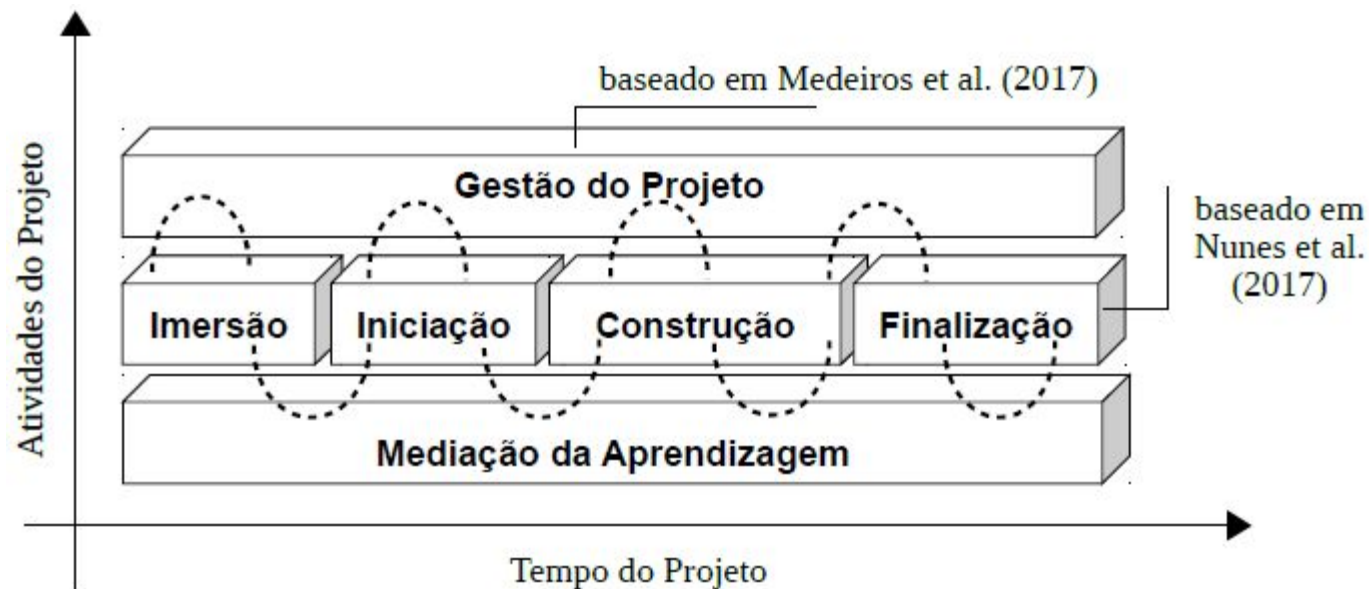 baseado em Medeiros et al. (2017)
Gestão do Projeto
baseado em
Nunes et al.
(2017)
Imersão
Iniciação
Construção
Finalização
Mediação da Aprendizagem
Atividades do Projeto
Tempo do Projeto